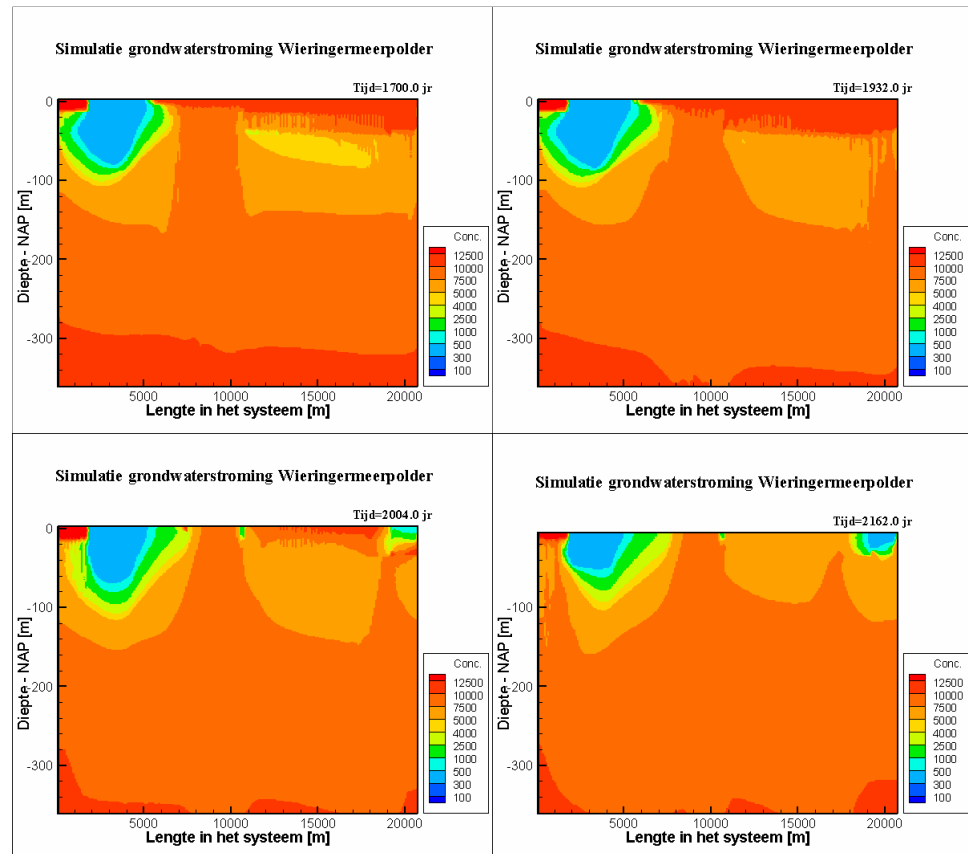 Simulatie grondwaterstroming Wieringermeerpolder
Tijd=1700.0 jr
0
-100
-200
-300
Diepte - NAP [m]
5000 10000 15000 20000
Lengte in het systeem [m]
Conc.
12500
10000
7500
5000
4000
2500
1000
500
300
100
Simulatie grondwaterstroming Wieringermeerpolder
Tijd=1932.0 jr
0
-100
-200
-300
Diepte - NAP [m]
5000 10000 15000 20000
Lengte in het systeem [m]
Conc.
12500
10000
7500
5000
4000
2500
1000
500
300
100
Simulatie grondwaterstroming Wieringermeerpolder
Tijd=2004.0 jr
0
-100
-200
-300
Diepte - NAP [m]
5000 10000 15000 20000
Lengte in het systeem [m]
Conc.
12500
10000
7500
5000
4000
2500
1000
500
300
100
Simulatie grondwaterstroming Wieringermeerpolder
Tijd=2162.0 jr
-100
-200
-300
Diepte - NAP [m]
5000 10000 15000 20000
Lengte in het systeem [m]
Conc.
12500
10000
7500
5000
4000
2500
1000
500
300
100